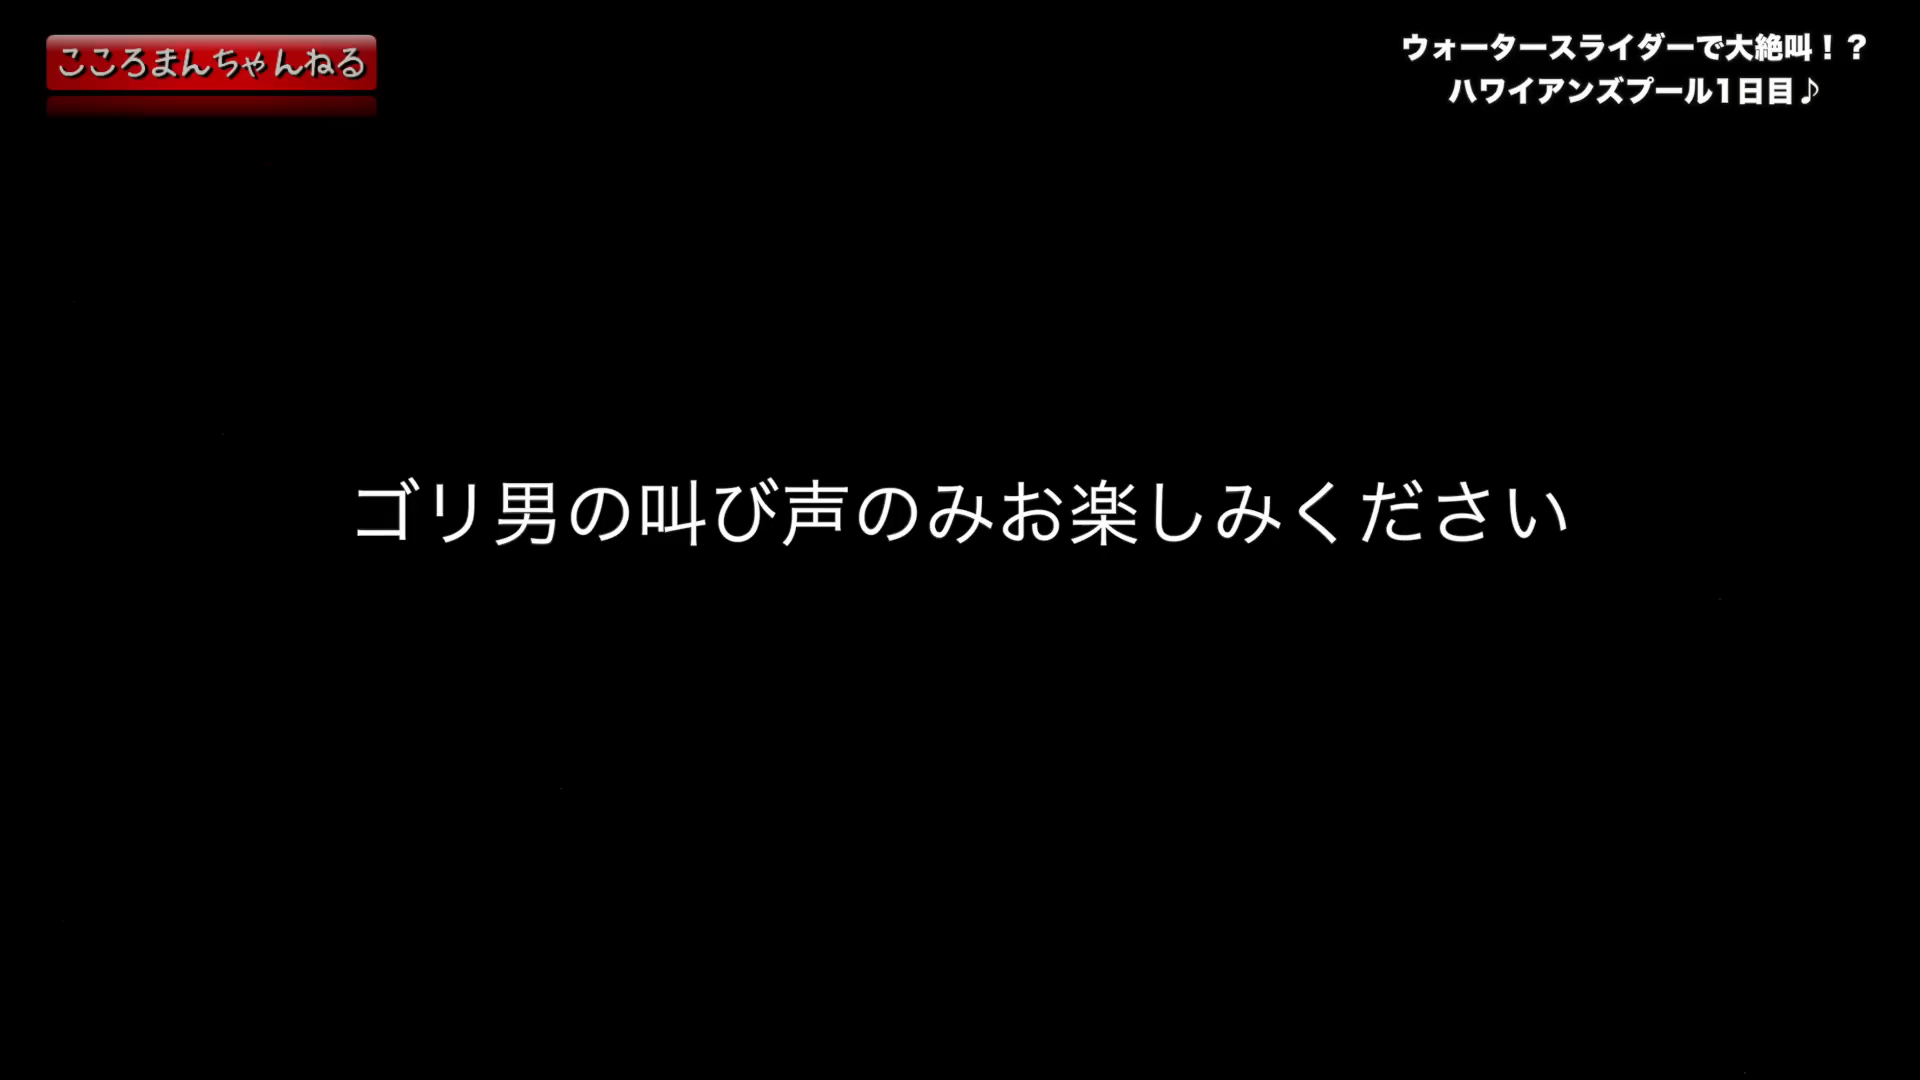 こころまんちゃんねる
ウォータースライダーで大絶叫！？
ハワイアンズプール1日目♪
ゴリ男の叫び声のみお楽しみください